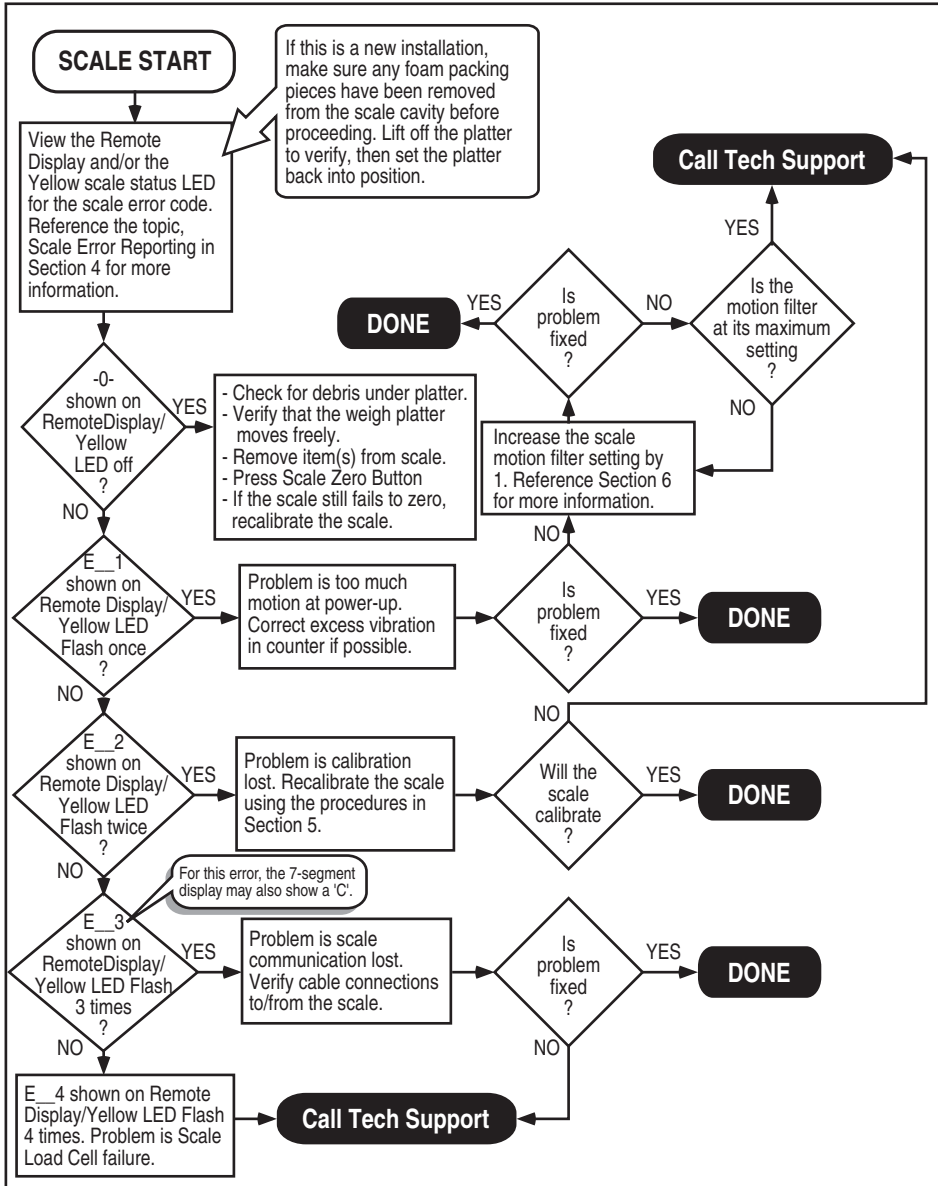 SCALE START
If this is a new installation,
make sure any foam packing
pieces have been removed
from the scale cavity before
proceeding. Lift off the platter
to verify, then set the platter
back into position.
View the Remote
Display and/or the
Yellow scale status LED
for the scale error code.
Reference the topic,
Scale Error Reporting in
Section 4 for more
information.
Call Tech Support
YES
Is the
motion filter
at its maximum
setting
?
NO
NO
Is
problem
fixed
?
YES
DONE
-0-
shown on
RemoteDisplay/
Yellow
LED off
?
YES
- Check for debris under platter.
- Verify that the weigh platter
moves freely.
- Remove item(s) from scale.
- Press Scale Zero Button
- If the scale still fails to zero,
recalibrate the scale.
Increase the scale
motion filter setting by
1. Reference Section 6
for more information.
NO
NO
E__1
shown on
Remote Display/
Yellow LED
Flash once
?
YES
Problem is too much
motion at power-up.
Correct excess vibration
in counter if possible.
Is
problem
fixed
?
YES
DONE
NO
E__2
shown on
Remote Display/
Yellow LED
Flash twice
?
YES
Problem is calibration
lost. Recalibrate the scale
using the procedures in
Section 5.
NO
Will the
scale
calibrate
?
YES
DONE
NO
For this error, the 7-segment
display may also show a 'C'.
E__3
shown on
RemoteDisplay/
Yellow LED Flash
3 times
?
YES
Problem is scale
communication lost.
Verify cable connections
to/from the scale.
Is
problem
fixed
?
YES
DONE
NO
NO
E__4 shown on Remote
Display/Yellow LED Flash
4 times. Problem is Scale
Load Cell failure.
Call Tech Support